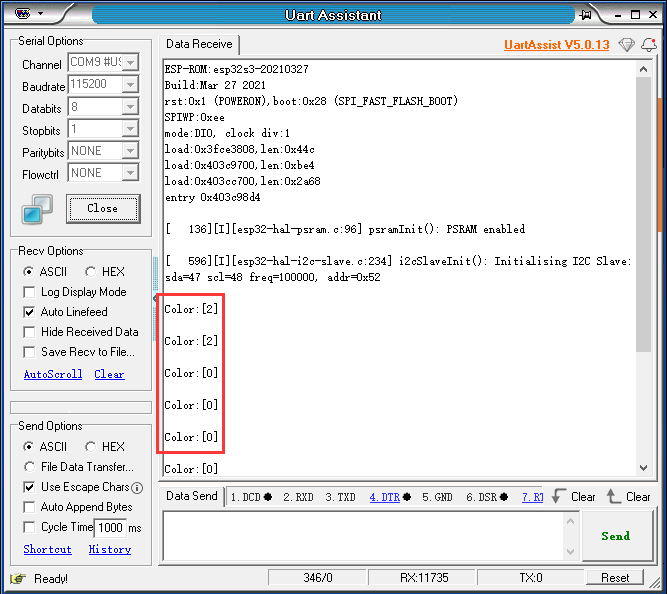 Uart Assistant
Serial Options
Channel COM9 #US
Baudrate 115200
Databits 8
Stopbits 1
Paritybits NONE
Flowctrl NONE
Close
Recv Options
ASCII HEX
Log Display Mode
Auto Linefeed
Hide Received Data
Save Recv to File...
AutoScroll Clear
Send Options
ASCII HEX
File Data Transfer...
Use Escape Chars
Auto Append Bytes
Cycle Time 1000 ms
Shortcut History
Data Receive UartAssist V5.0.13
ESP-ROM:esp32s3-20210327
Build:Mar 27 2021
rst:0x1 (POWERON),boot:0x28 (SPI_FAST_FLASH_BOOT)
SPIWP:0xee
mode:DIO, clock div:1
load:0x3fce3808,len:0x44c
load:0x403c9700,len:0xbe4
load:0x403cc700,len:0x2a68
entry 0x403c98d4
[   136][I][esp32-hal-psram.c:96] psramInit(): PSRAM enabled
[   596][I][esp32-hal-i2c-slave.c:234] i2cSlaveInit(): Initialising I2C Slave:
sda=47 scl=48 freq=100000, addr=0x52
Color:[2]
Color:[2]
Color:[0]
Color:[0]
Color:[0]
Color:[0]
Data Send 1.DCD 2.RXD 3.TXD 4.DTR 5.GND 6.DSR 7.RT Clear Clear
Send
Ready! 346/0 RX:11735 TX:0 Reset